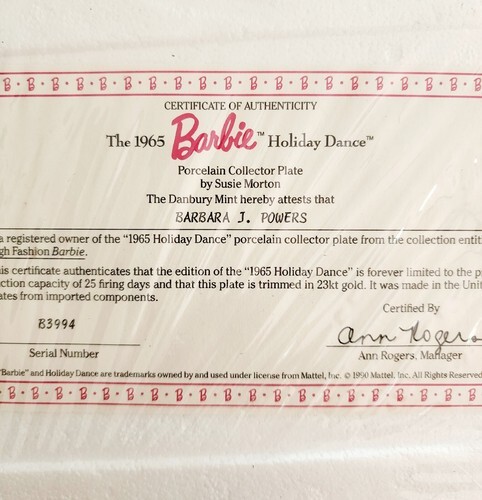 CERTIFICATE OF AUTHENTICITY
The 1965 Barbie™ Holiday Dance™
Porcelain Collector Plate
by Susie Morton
The Danbury Mint hereby attests that
BARBARA J. POWERS
a registered owner of the "1965 Holiday Dance" porcelain collector plate from the collection entit
gh Fashion Barbie.
is certificate authenticates that the edition of the "1965 Holiday Dance" is forever limited to the p
ction capacity of 25 firing days and that this plate is trimmed in 23kt gold. It was made in the Unit
ates from imported components.
B3994
Serial Number
Certified By
Ann Rogers
Ann Rogers, Manager
"Barbie" and Holiday Dance are trademarks owned by and used under license from Mattel, Inc. © 1990 Mattel, Inc. All Rights Reserved